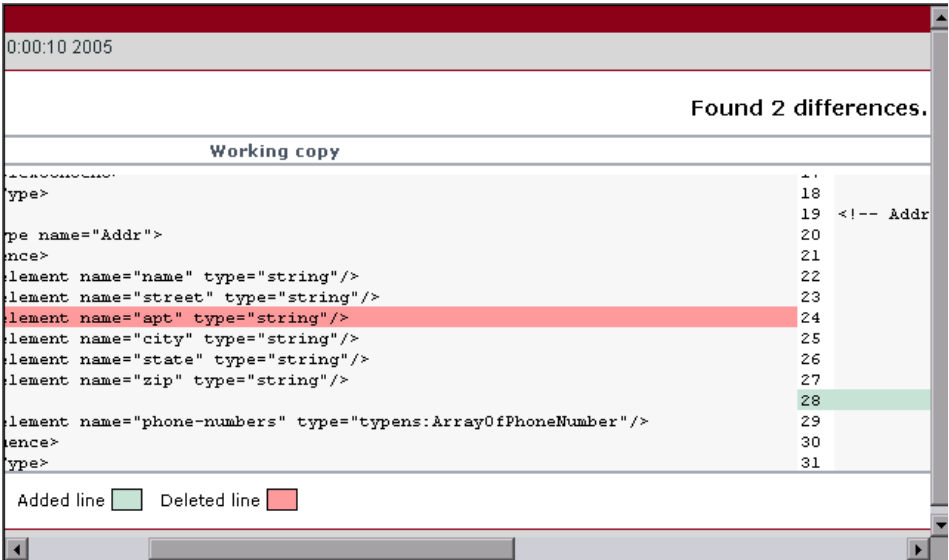 0:00:10 2005
Found 2 differences.
Working copy
ype> 18
19 <!-- Addr
pe name="Addr"> 20
nce> 21
lement name="name" type="string"/> 22
lement name="street" type="string"/> 23
lement name="apt" type="string"/> 24
lement name="city" type="string"/> 25
lement name="state" type="string"/> 26
lement name="zip" type="string"/> 27
28
lement name="phone-numbers" type="typens:ArrayOfPhoneNumber"/> 29
ence> 30
ype> 31
Added line Deleted line